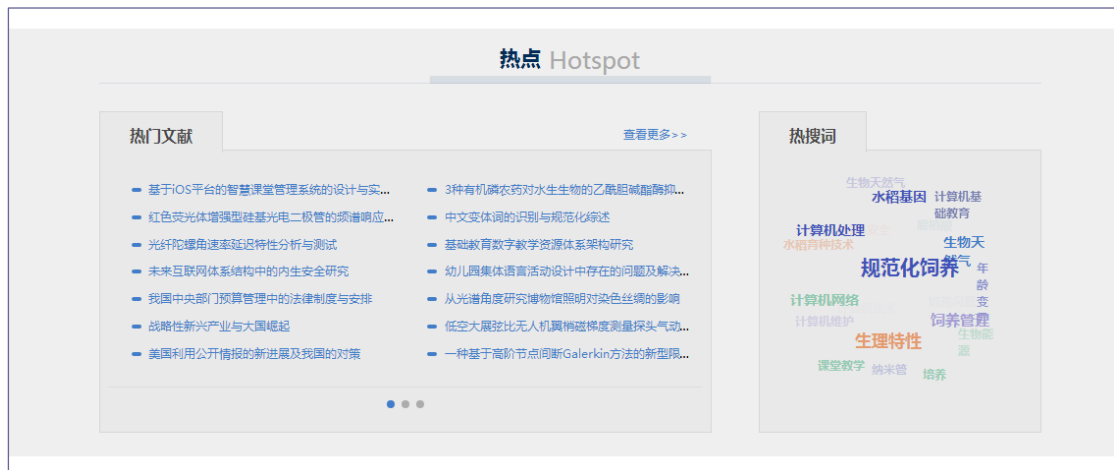 热点 Hotspot
热门文献
查看更多>>
基于iOS平台的智慧课堂管理系统的设计与实...
红色荧光体增强型硅基光电二极管的频谱响应...
光纤陀螺角速率延迟特性分析与测试
未来互联网体系结构中的内生安全研究
我国中央部门预算管理中的法律制度与安排
战略性新兴产业与大国崛起
美国利用公开情报的新进展及我国的对策
3种有机磷农药对水生生物的乙酰胆碱酯酶抑...
中文变体词的识别与规范化综述
基础教育数字教学资源体系架构研究
幼儿园集体语言活动设计中存在的问题及解决...
从光谱角度研究博物馆照明对染色丝绸的影响
低空大展弦比无人机翼梢磁梯度测量探头气动...
一种基于高阶节点间断Galerkin方法的新型限...
热搜词
生物天然气
水稻基因
计算机基
础教育
计算机处理
水稻育种技术
生物天
然气
规范化饲养
年
龄
变
计算机网络
计算机维护
饲养管理
生物能
源
生理特性
课堂教学
纳米管
培养